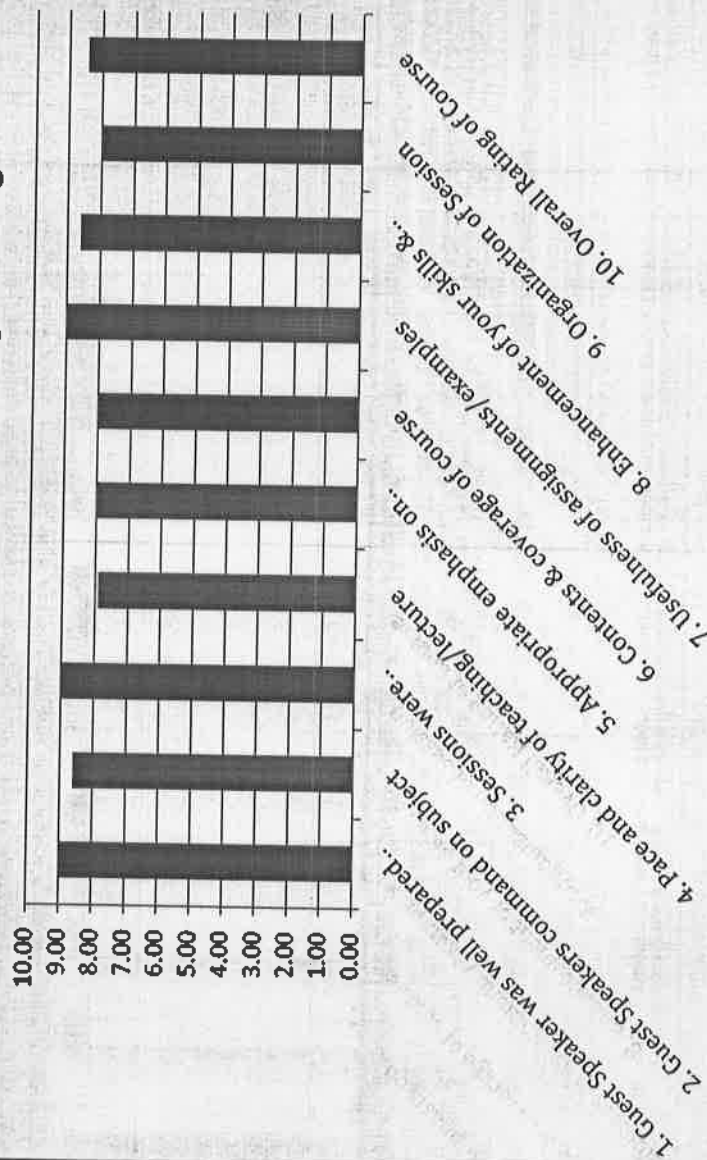 10.00
9.00
8.00
7.00
6.00
5.00
4.00
3.00
2.00
1.00
0.00
1. Guest Speaker was well prepared..
2. Guest Speakers command on subject
3. Sessions were..
4. Pace and clarity of teaching/lecture
5. Appropriate emphasis on..
6. Contents & coverage of course
7. Usefulness of assignments/examples
8. Enhancement of your skills &..
9. Organization of Session
10. Overall Rating of Course